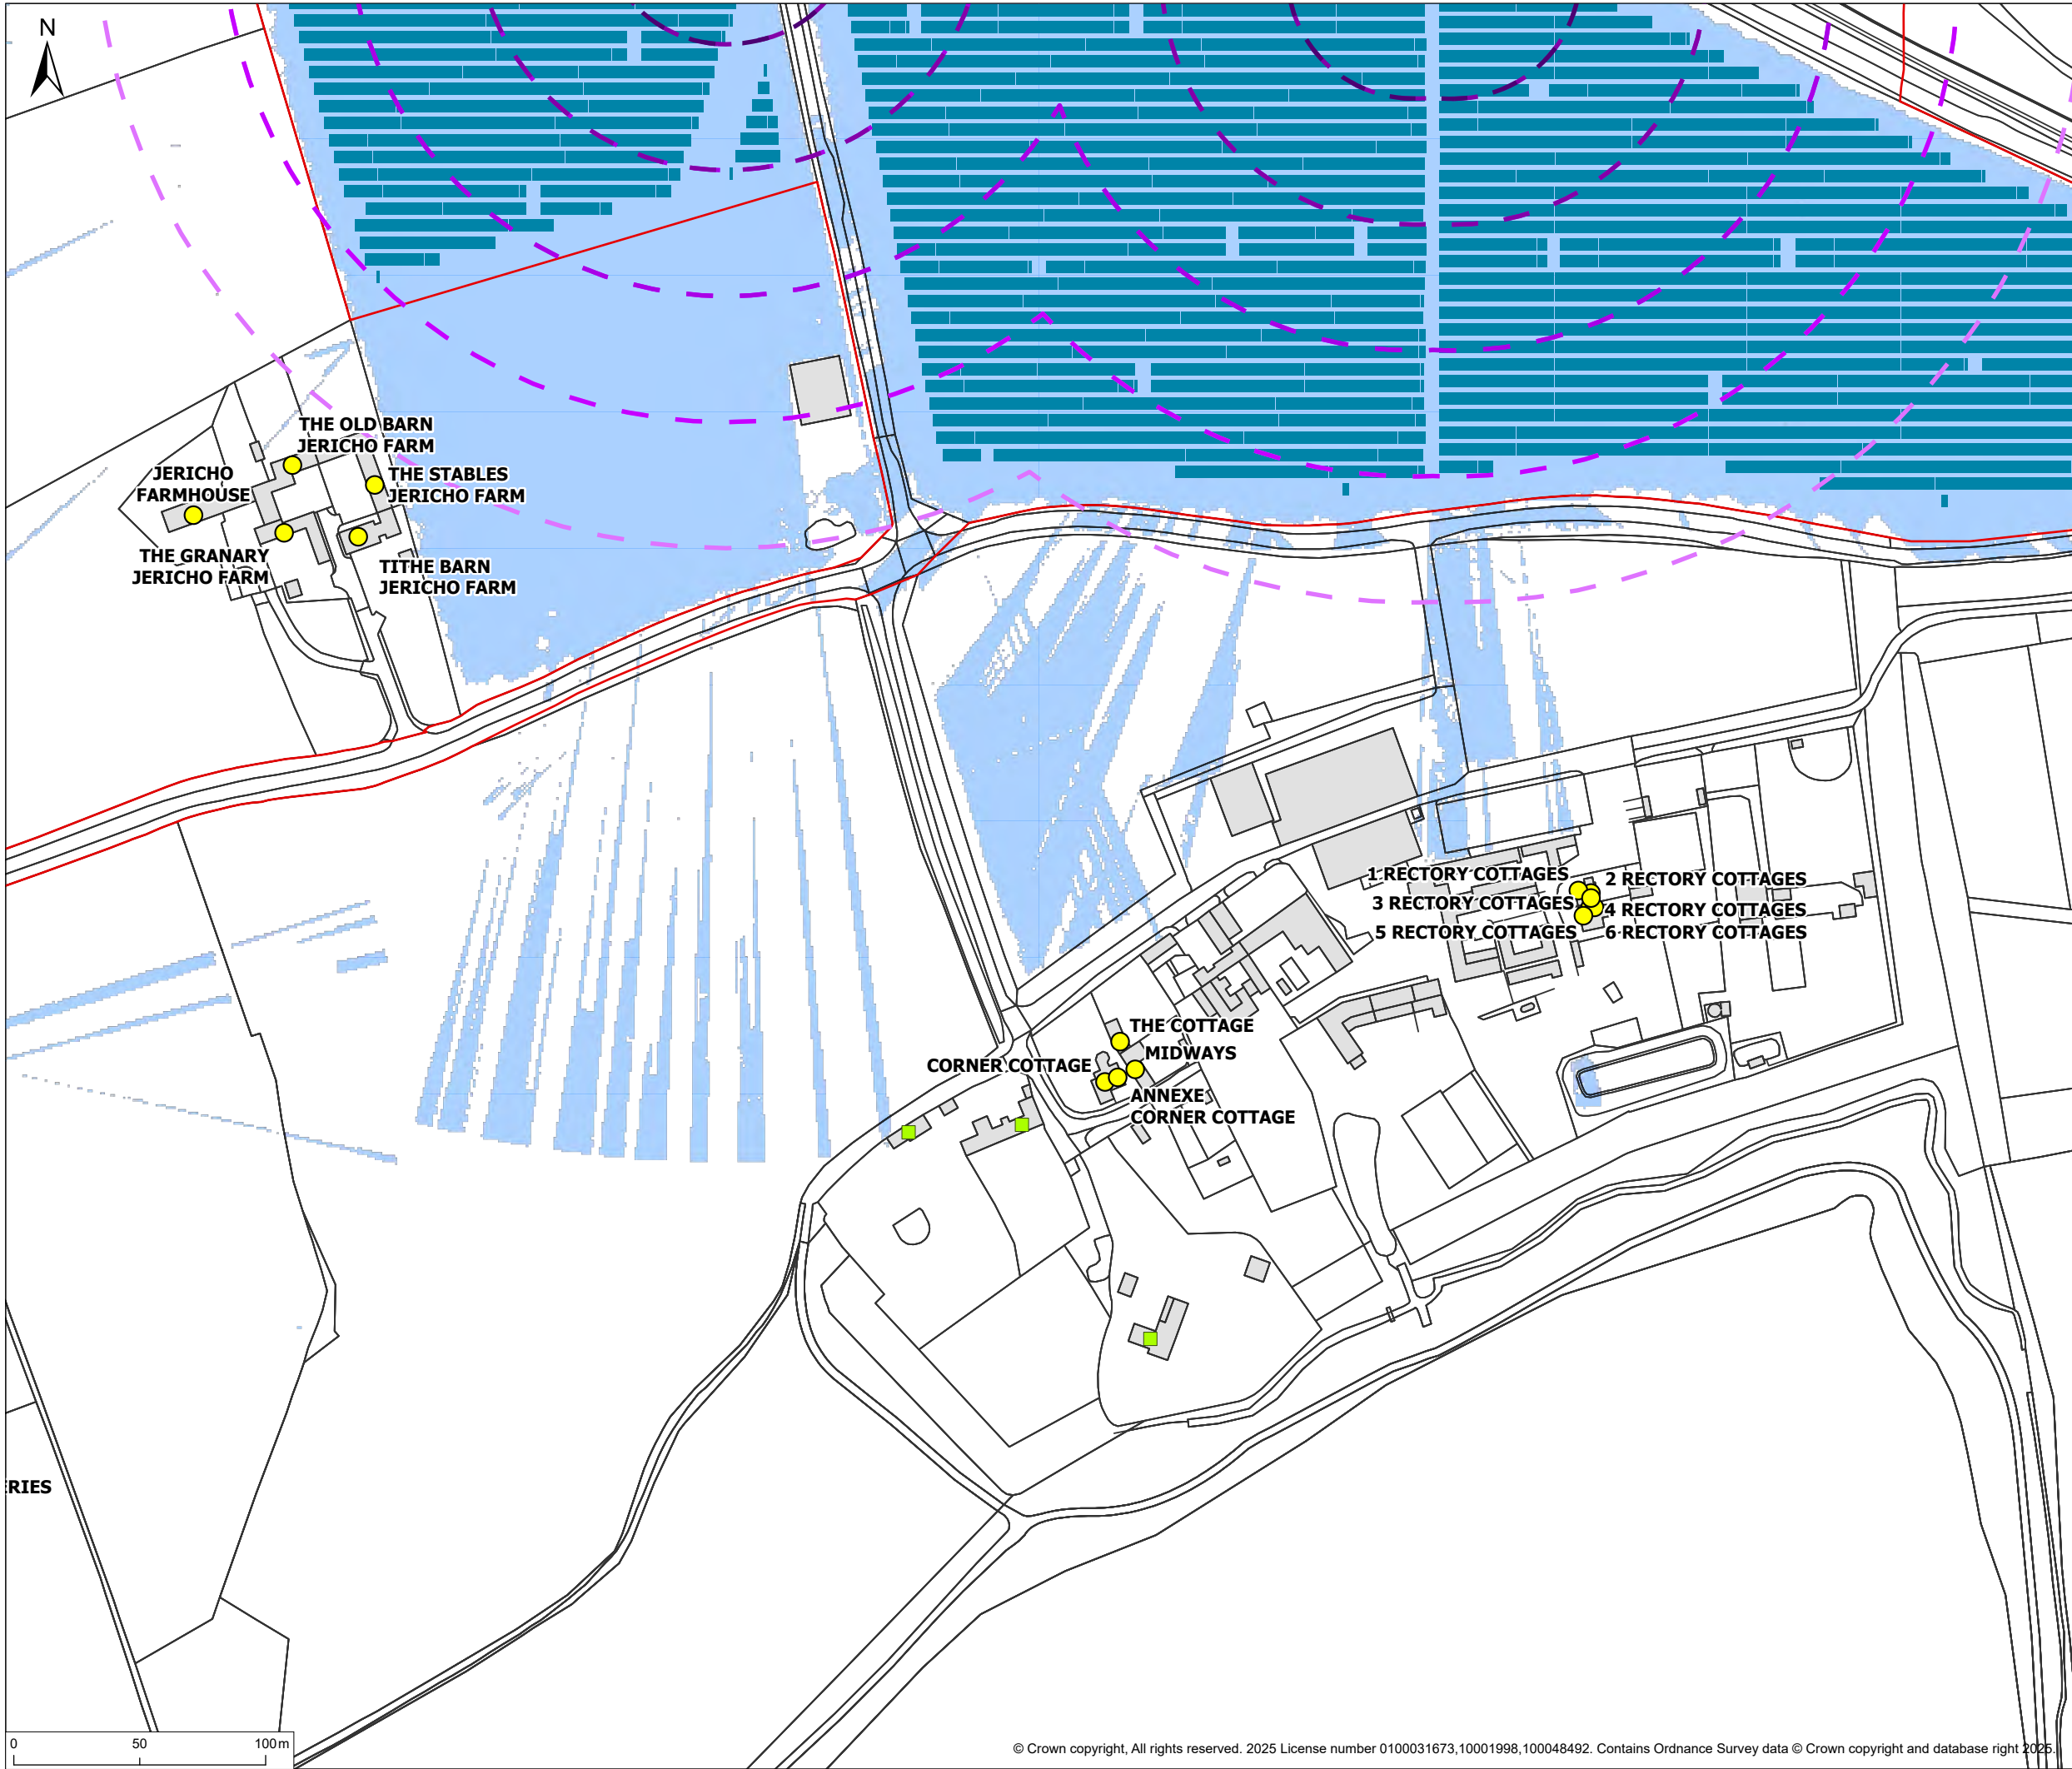 N
THE OLD BARN
JERICHO FARM
JERICHO
FARMHOUSE
THE STABLES
JERICHO FARM
THE GRANARY
JERICHO FARM
TITHE BARN
JERICHO FARM
1 RECTORY COTTAGES
2 RECTORY COTTAGES
3 RECTORY COTTAGES
4 RECTORY COTTAGES
5 RECTORY COTTAGES
6 RECTORY COTTAGES
THE COTTAGE
MIDWAYS
CORNER COTTAGE
ANNEXE
CORNER COTTAGE
ERIES
0 50 100m
© Crown copyright, All rights reserved. 2025 License number 0100031673,10001998,100048492. Contains Ordnance Survey data © Crown copyright and database right 2025.